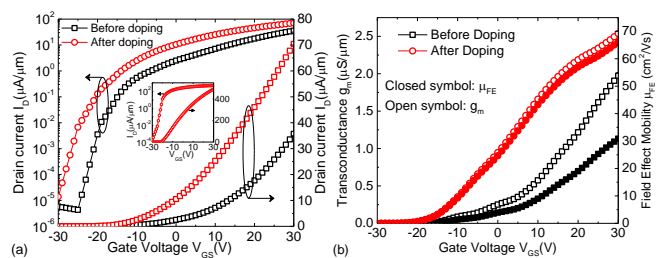 Before doping
After doping
10²
10¹
10⁰
10⁻¹
10⁻²
10⁻³
10⁻⁴
10⁻⁵
10⁻⁶
Drain current I_D(µA/µm)
80
70
60
50
40
30
20
10
0
Drain current I_D(µA/µm)
-30 -20 -10 0 10 20 30
Gate Voltage V_GS(V)
(a)
I_D(µA/µm)
10²
10⁰
10⁻²
10⁻⁴
400
200
0
-30 0 30
V_GS(V)
Before Doping
After Doping
Closed symbol: µ_FE
Open symbol: g_m
2.5
2.0
1.5
1.0
0.5
0.0
Transconductance g_m(µS/µm)
70
60
50
40
30
20
10
0
Field Effect Mobility µ_FE (cm²/Vs)
-30 -20 -10 0 10 20 30
Gate Voltage V_GS(V)
(b)